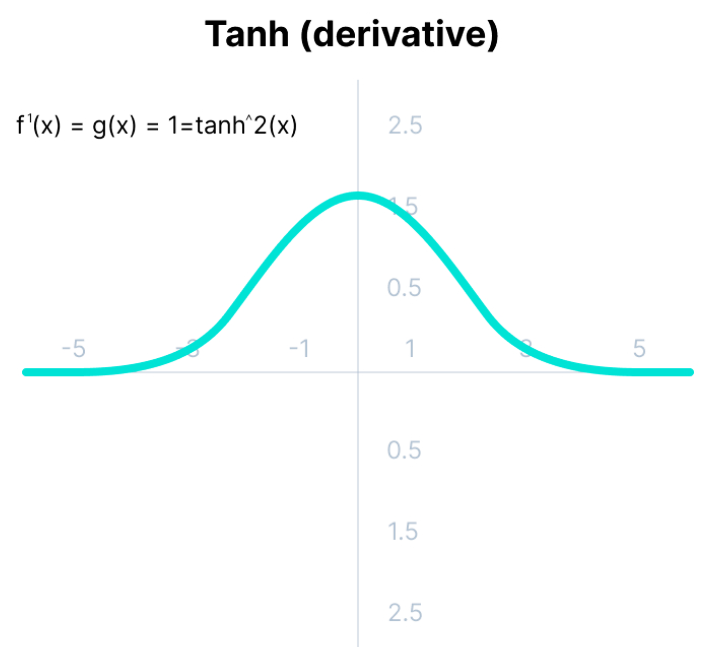 Tanh (derivative)
f¹(x) = g(x) = 1=tanh^2(x)
2.5
1.5
0.5
-5 -3 -1 1 3 5
0.5
1.5
2.5